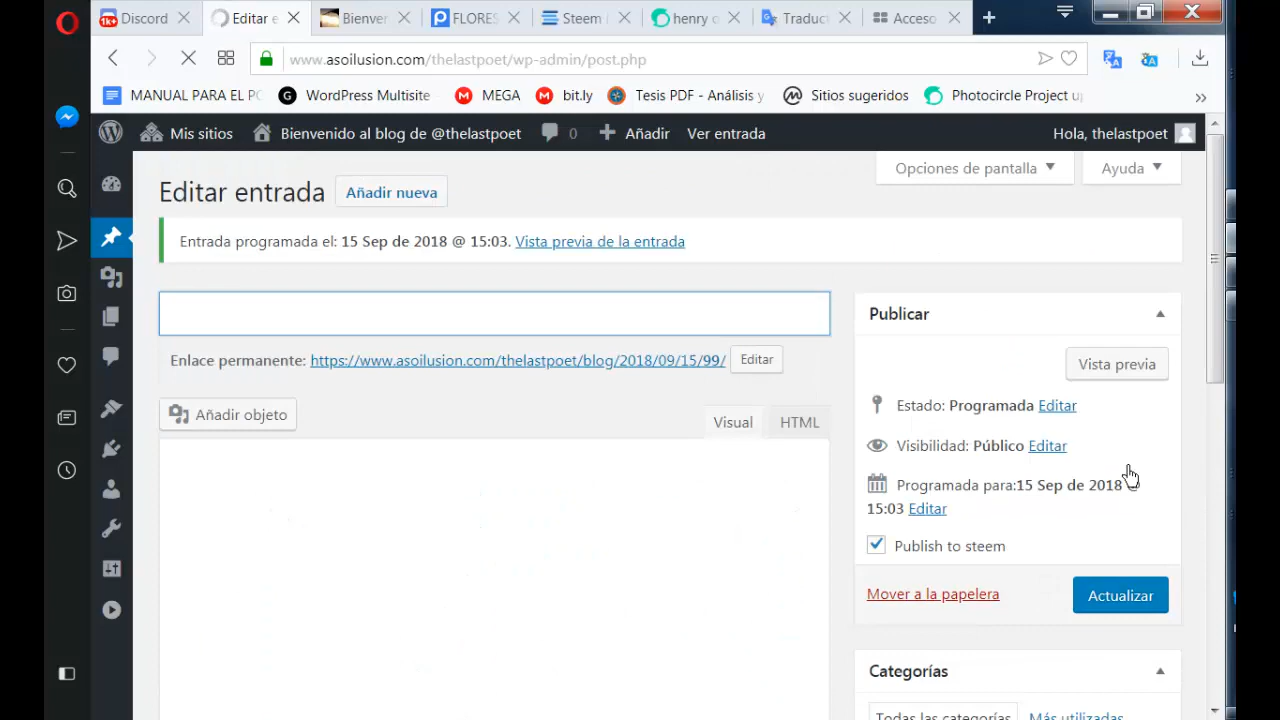 Discord
Editar e
Bienver
FLORES
Steem
henry o
Traduct
Acceso
www.asoilusion.com/thelastpoet/wp-admin/post.php
MANUAL PARA EL PO
WordPress Multisite
MEGA
bit.ly
Tesis PDF - Análisis y
Sitios sugeridos
Photocircle Project up
Mis sitios
Bienvenido al blog de @thelastpoet
0
Añadir
Ver entrada
Hola, thelastpoet
Opciones de pantalla
Ayuda
Editar entrada
Añadir nueva
Entrada programada el: 15 Sep de 2018 @ 15:03. Vista previa de la entrada
Enlace permanente: https://www.asoilusion.com/thelastpoet/blog/2018/09/15/99/ Editar
Añadir objeto
Visual
HTML
Publicar
Vista previa
Estado: Programada Editar
Visibilidad: Público Editar
Programada para:15 Sep de 2018 @
15:03 Editar
Publish to steem
Mover a la papelera
Actualizar
Categorías
Todas las categorías
Más utilizadas